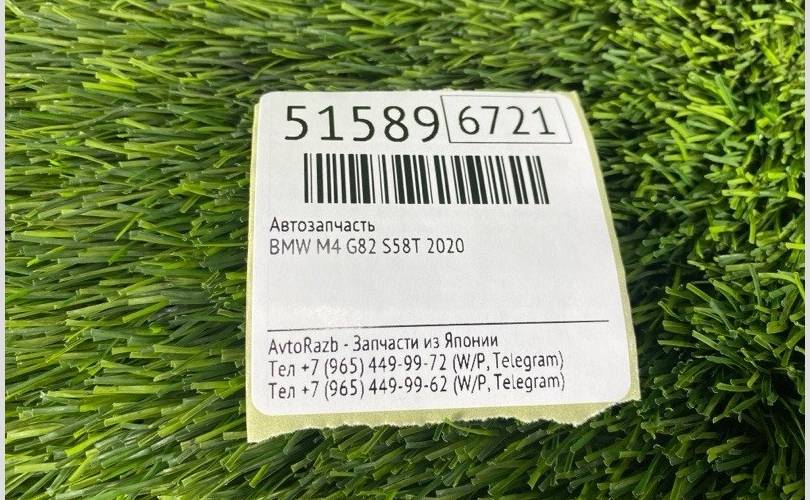 51589 6721
Автозапчасть
BMW M4 G82 S58T 2020
AvtoRazb - Запчасти из Японии
Тел +7 (965) 449-99-72 (W/P, Telegram)
Тел +7 (965) 449-99-62 (W/P, Telegram)